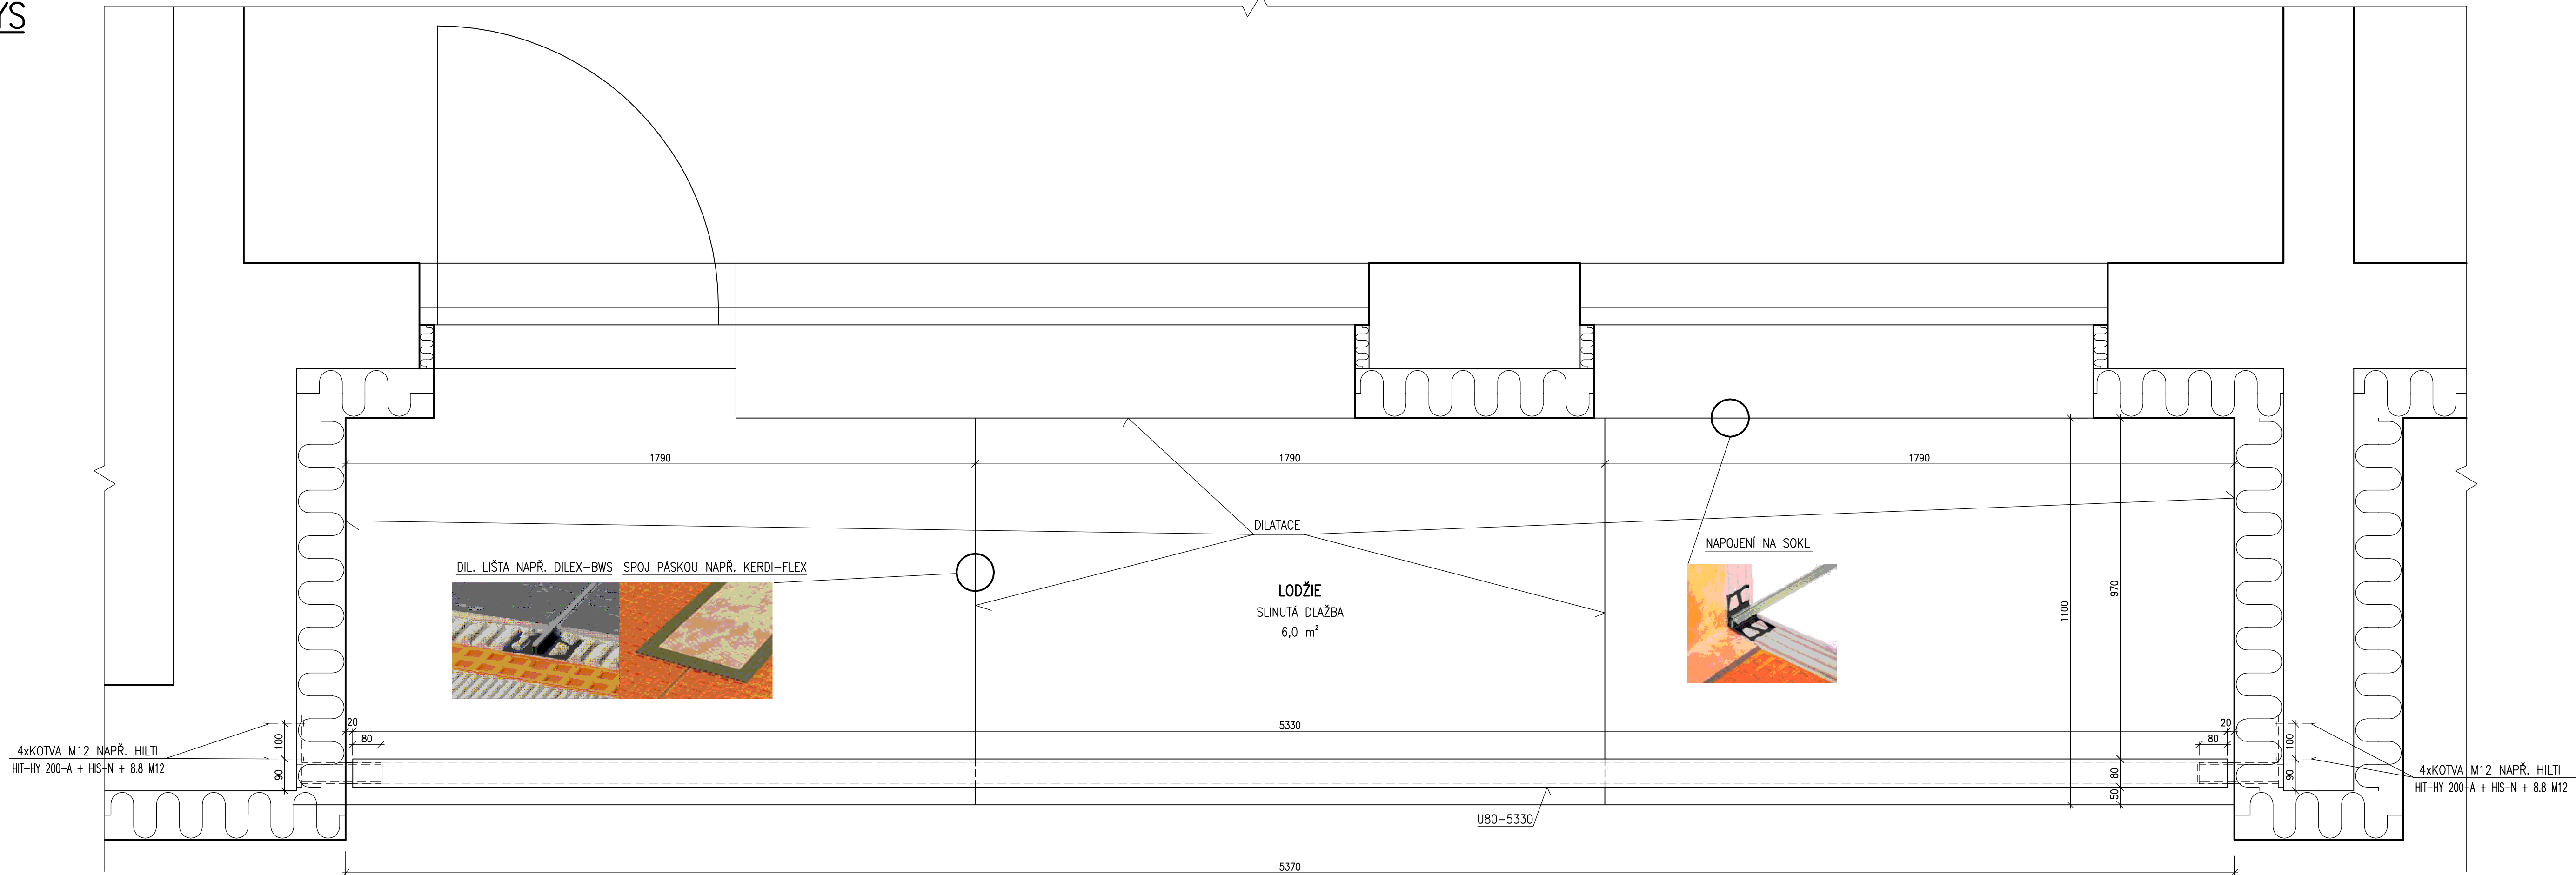 1790
1790
1790
DILATACE
NAPOJENÍ NA SOKL
DIL. LIŠTA NAPŘ. DILEX-BWS
SPOJ PÁSKOU NAPŘ. KERDI-FLEX
LODŽIE
SLINUTÁ DLAŽBA
6,0 m²
1100
970
20
5330
20
80
80
100
90
100
90
80
50
4xKOTVA M12 NAPŘ. HILTI
HIT-HY 200-A + HIS-N + 8.8 M12
4xKOTVA M12 NAPŘ. HILTI
HIT-HY 200-A + HIS-N + 8.8 M12
U80-5330
5370